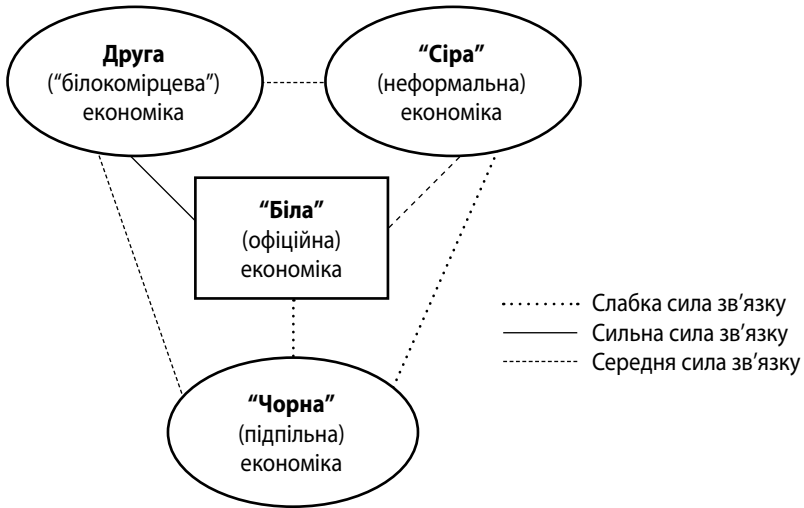 Друга
(“білокомірцева”)
економіка
“Сіра”
(неформальна)
економіка
“Біла”
(офіційна)
економіка
“Чорна”
(підпільна)
економіка
Слабка сила зв’язку
Сильна сила зв’язку
Середня сила зв’язку